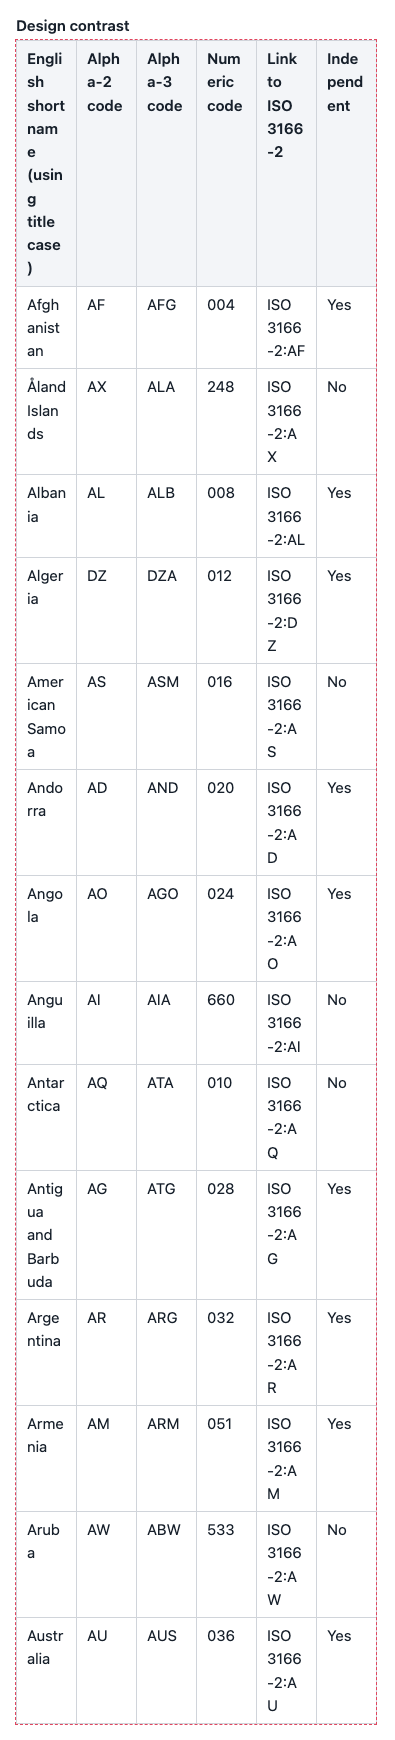 Design contrast
Engli
sh
short
nam
e
(usin
g
title
case
)
Alph
a-2
code
Alph
a-3
code
Num
eric
code
Link
to
ISO
3166
-2
Inde
pend
ent
Afgh
anist
an
AF
AFG
004
ISO
3166
-2:AF
Yes
Åland
Islan
ds
AX
ALA
248
ISO
3166
-2:A
X
No
Alban
ia
AL
ALB
008
ISO
3166
-2:AL
Yes
Alger
ia
DZ
DZA
012
ISO
3166
-2:D
Z
Yes
Amer
ican
Samo
a
AS
ASM
016
ISO
3166
-2:A
S
No
Ando
rra
AD
AND
020
ISO
3166
-2:A
D
Yes
Ango
la
AO
AGO
024
ISO
3166
-2:A
O
Yes
Angu
illa
AI
AIA
660
ISO
3166
-2:AI
No
Antar
ctica
AQ
ATA
010
ISO
3166
-2:A
Q
No
Antig
ua
and
Barb
uda
AG
ATG
028
ISO
3166
-2:A
G
Yes
Arge
ntina
AR
ARG
032
ISO
3166
-2:A
R
Yes
Arme
nia
AM
ARM
051
ISO
3166
-2:A
M
Yes
Arub
a
AW
ABW
533
ISO
3166
-2:A
W
No
Austr
alia
AU
AUS
036
ISO
3166
-2:A
U
Yes